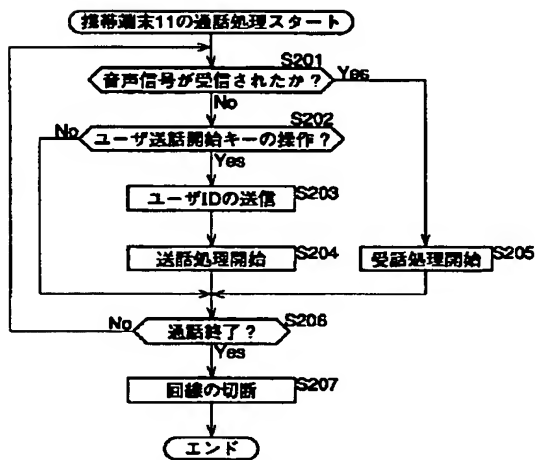 携帯端末11の通話処理スタート
S201
音声信号が受信されたか?
Yes
No
S202
No
ユーザ送話開始キーの操作?
Yes
S203
ユーザIDの送信
S204
送話処理開始
S205
受話処理開始
S206
No
通話終了?
Yes
S207
回線の切断
エンド